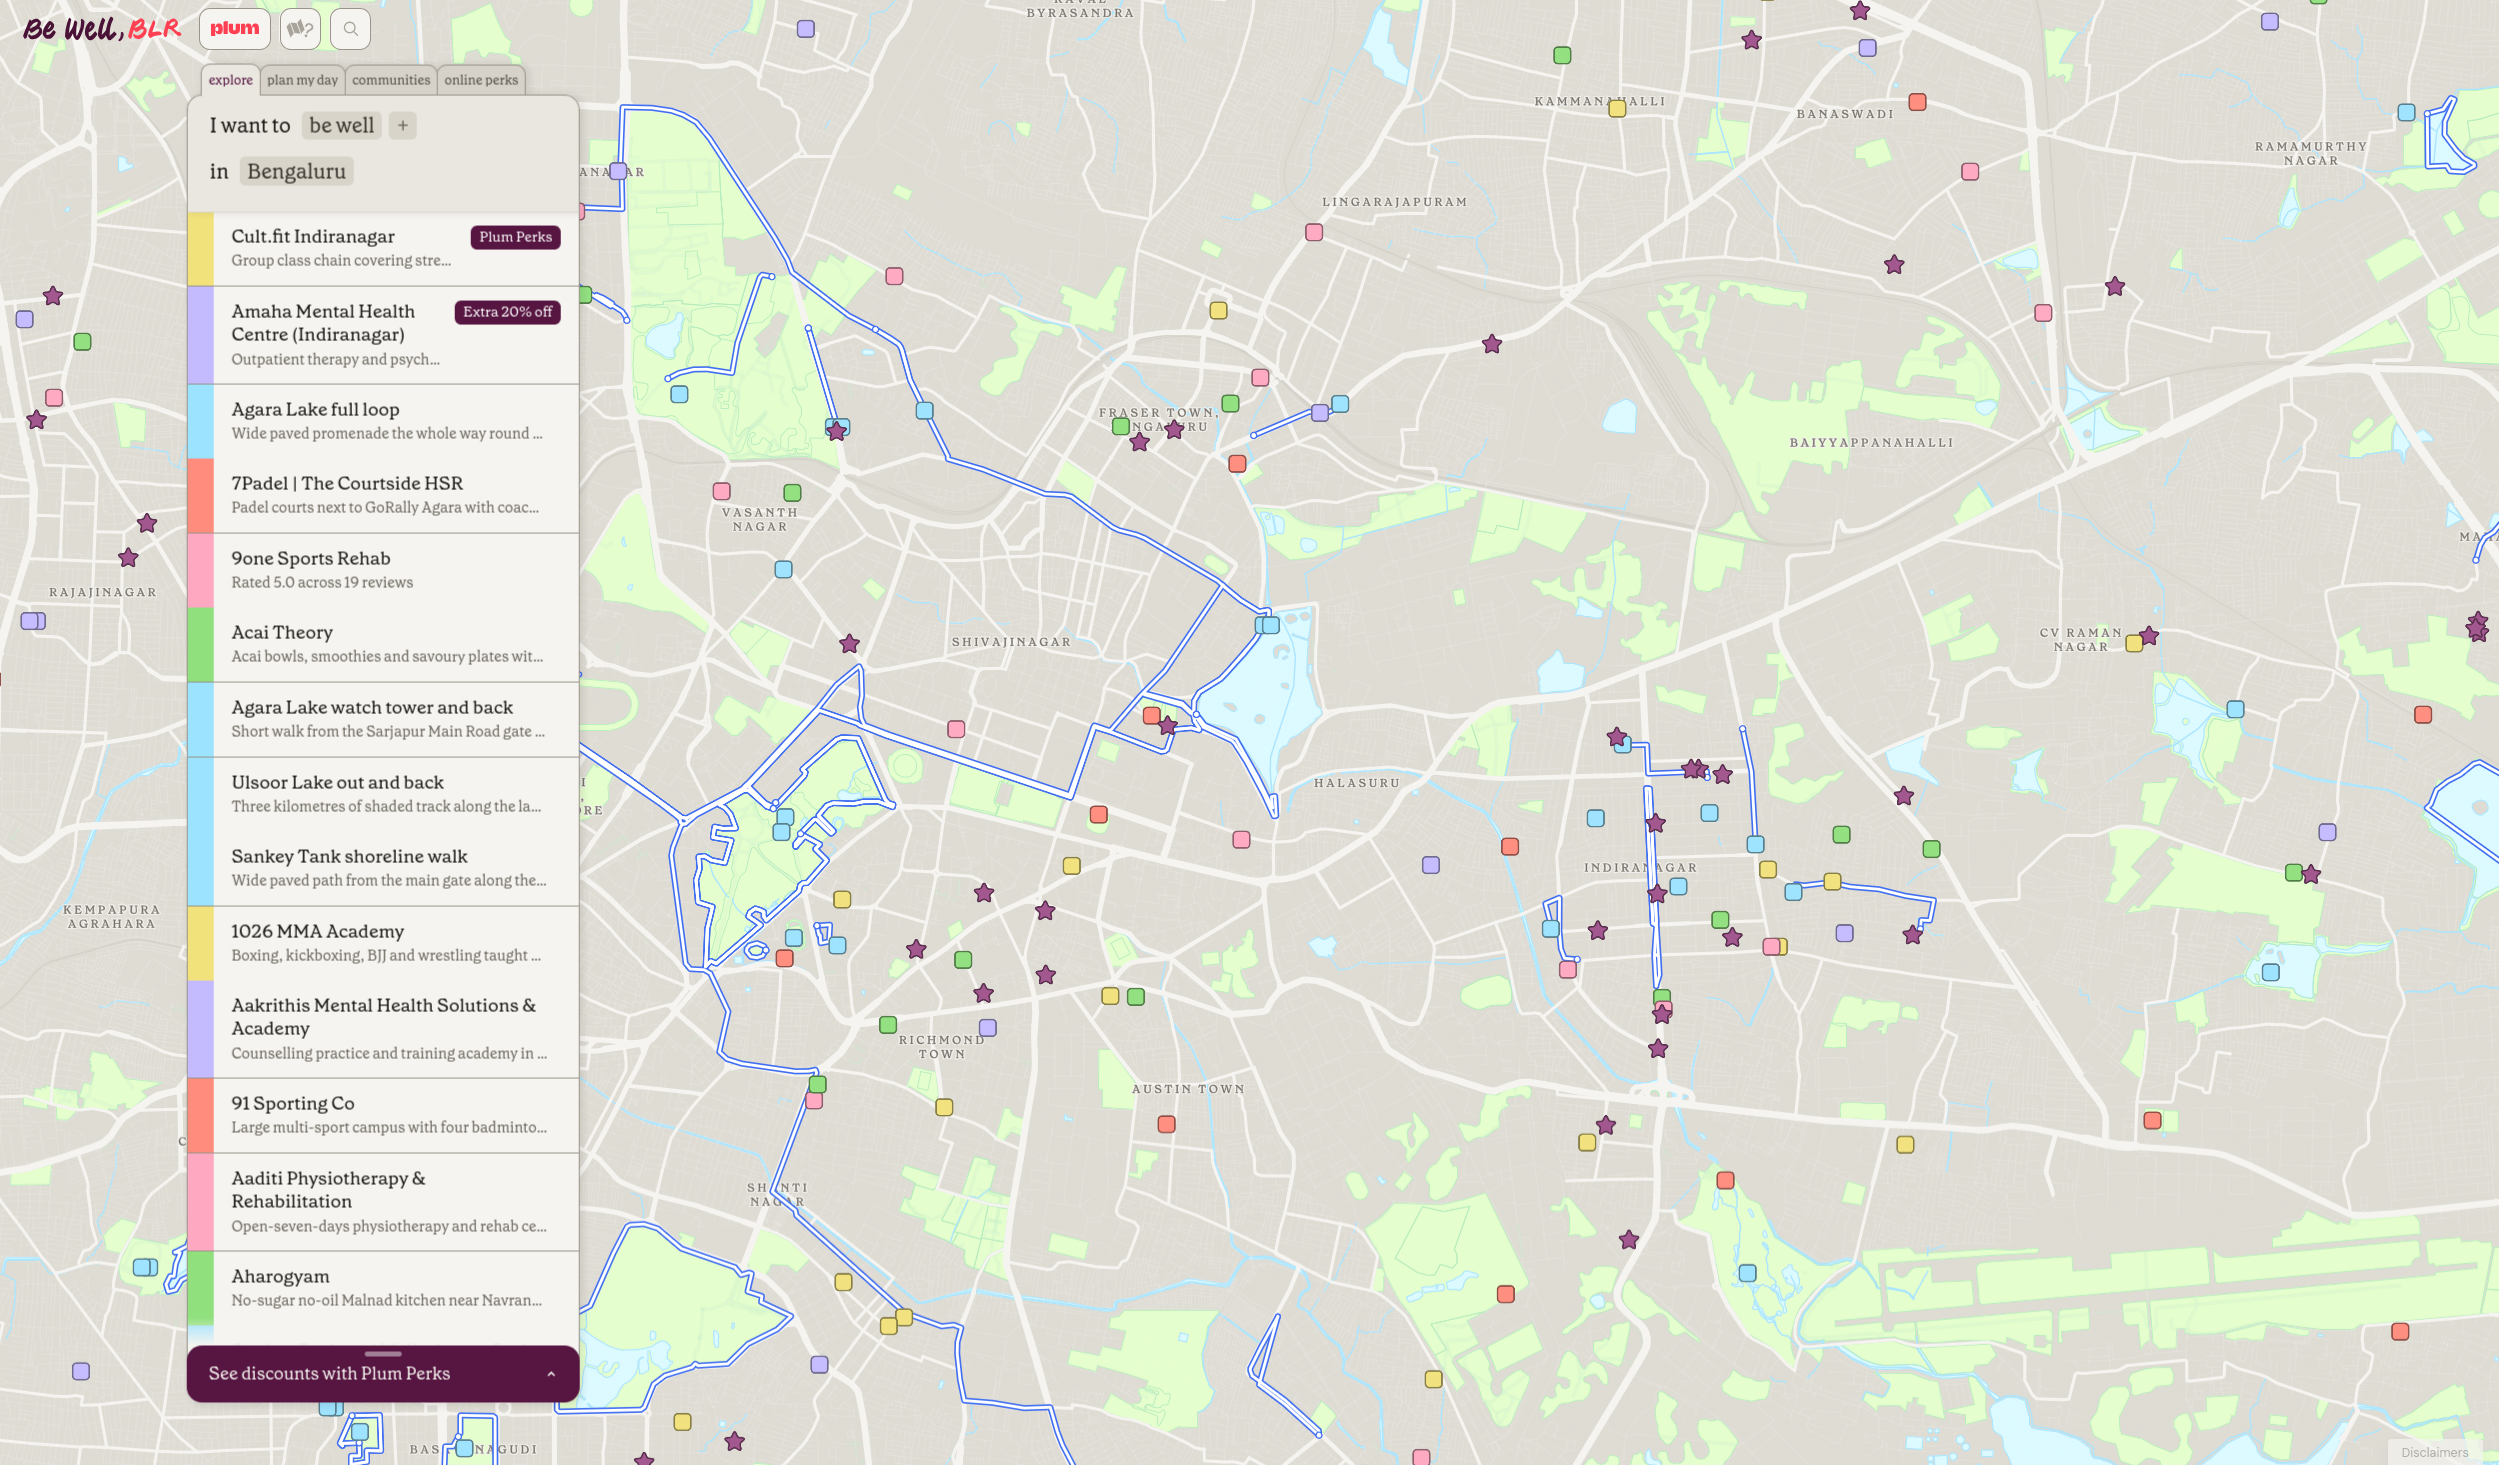 Be Well, BLR
plum
?
explore
plan my day
communities
online perks
I want to be well +
in Bengaluru
Cult.fit Indiranagar
Plum Perks
Group class chain covering stre...
Amaha Mental Health
Centre (Indiranagar)
Extra 20% off
Outpatient therapy and psych...
Agara Lake full loop
Wide paved promenade the whole way round ...
7Padel | The Courtside HSR
Padel courts next to GoRally Agara with coac...
9one Sports Rehab
Rated 5.0 across 19 reviews
Acai Theory
Acai bowls, smoothies and savoury plates wit...
Agara Lake watch tower and back
Short walk from the Sarjapur Main Road gate ...
Ulsoor Lake out and back
Three kilometres of shaded track along the la...
Sankey Tank shoreline walk
Wide paved path from the main gate along the...
1026 MMA Academy
Boxing, kickboxing, BJJ and wrestling taught ...
Aakrithis Mental Health Solutions &
Academy
Counselling practice and training academy in ...
91 Sporting Co
Large multi-sport campus with four badminto...
Aaditi Physiotherapy &
Rehabilitation
Open-seven-days physiotherapy and rehab ce...
Aharogyam
No-sugar no-oil Malnad kitchen near Navran...
See discounts with Plum Perks
BYRASANDRA
KAMMANAHALLI
BANASWADI
RAMAMURTHY
NAGAR
LINGARAJAPURAM
FRASER TOWN,
BAIYYAPPANAHALLI
VASANTH
NAGAR
RAJAJINAGAR
SHIVAJINAGAR
CV RAMAN
NAGAR
HALASURU
INDIRANAGAR
KEMPAPURA
AGRAHARA
RICHMOND
TOWN
AUSTIN TOWN
SHANTI
NAGAR
Disclaimers